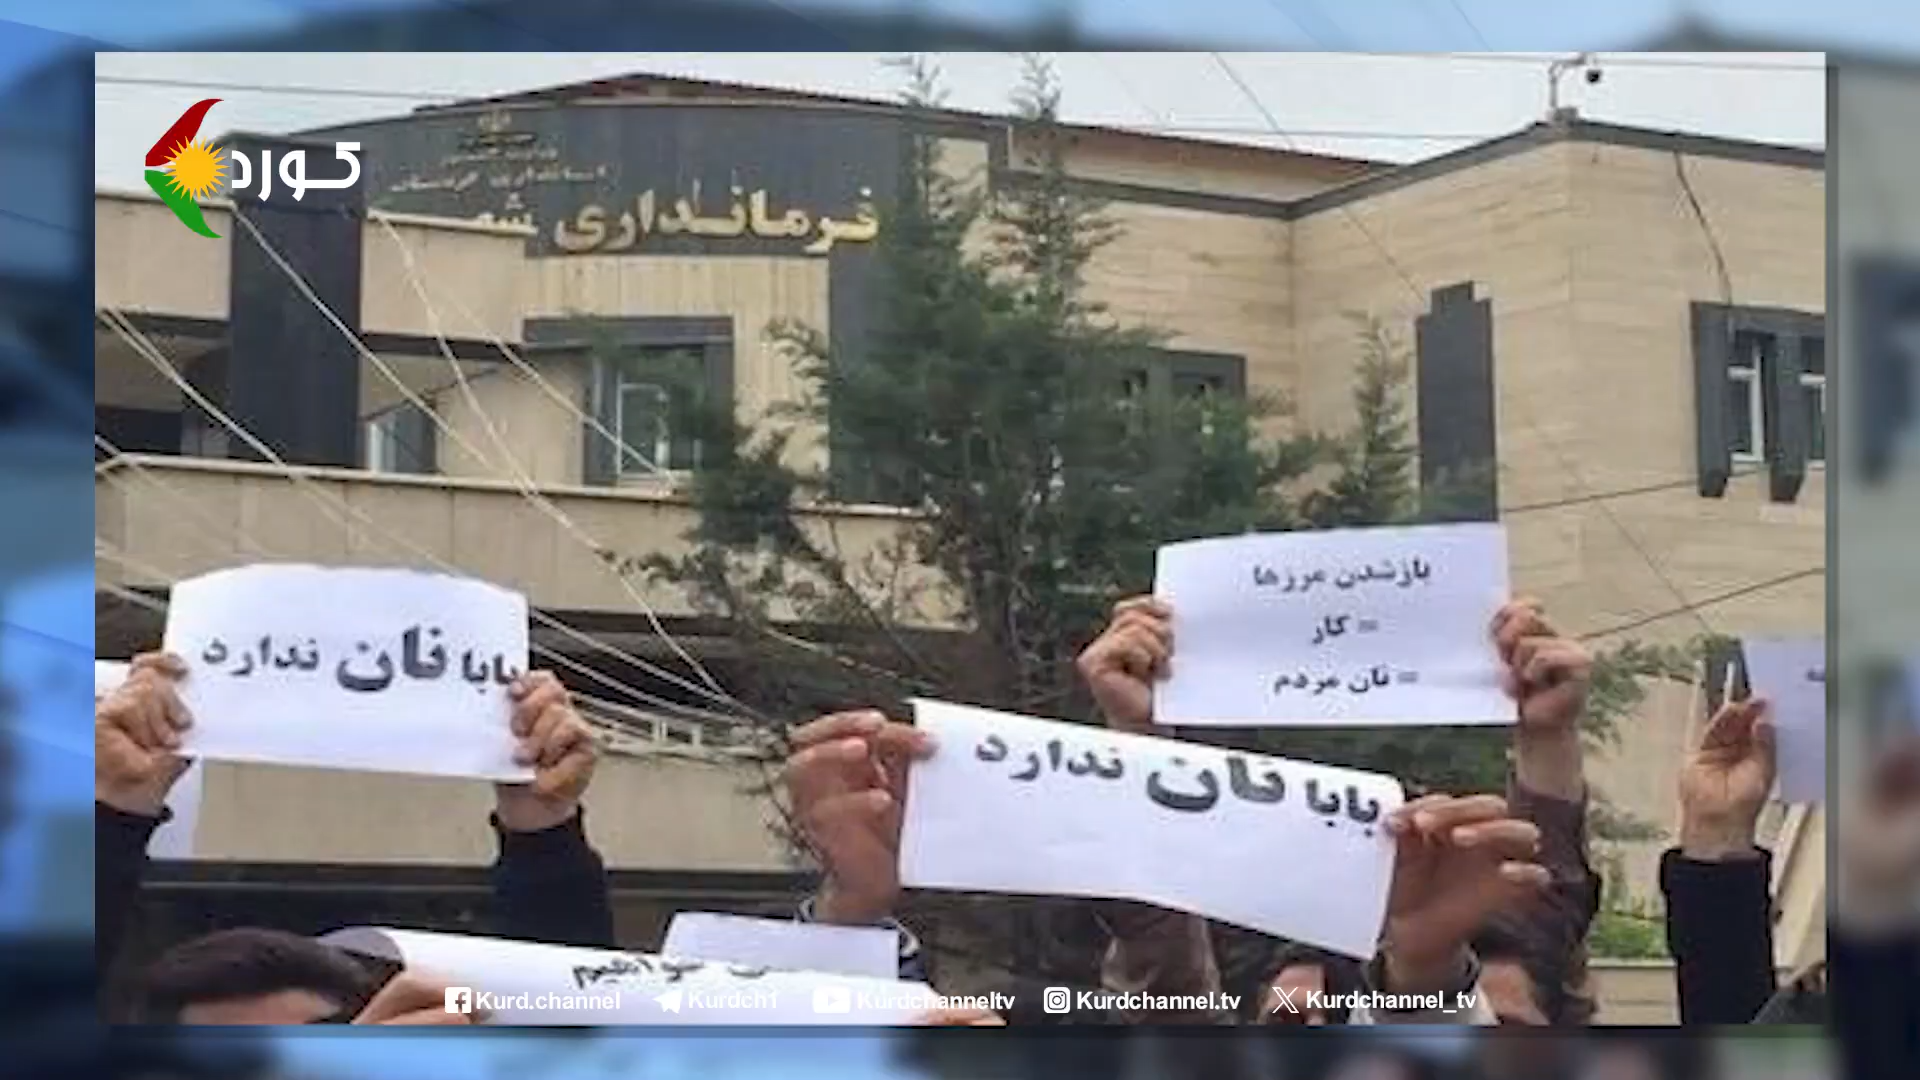 کورد
فرمانداری
بابا نان ندارد
بازشدن مرزها
= کار
= نان مردم
بابا نان ندارد
Kurd.channel Kurdch1 Kurdchanneltv Kurdchannel.tv Kurdchannel_tv